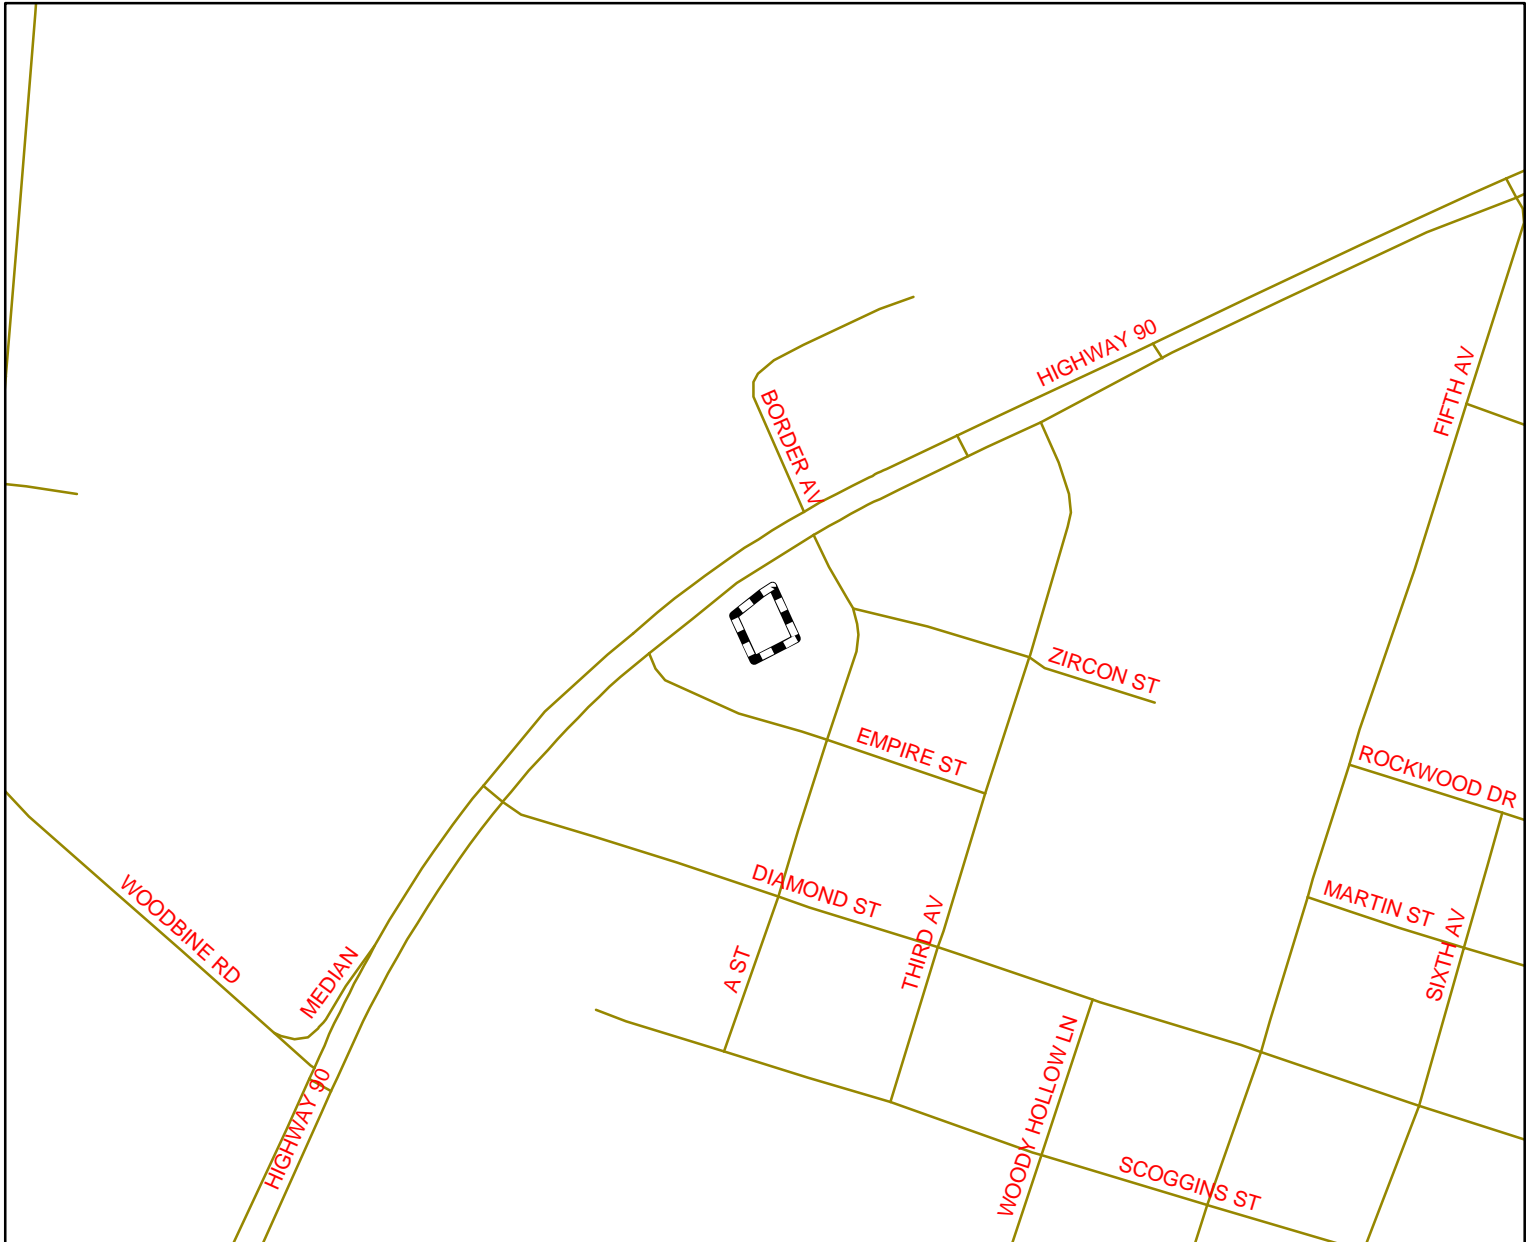 HIGHWAY 90
FIFTH AV
BORDER AV
ZIRCON ST
EMPIRE ST
ROCKWOOD DR
DIAMOND ST
MARTIN ST
WOODBINE RD
MEDIAN
A ST
THIRD AV
SIXTH AV
WOODY HOLLOW LN
HIGHWAY 90
SCOGGINS ST